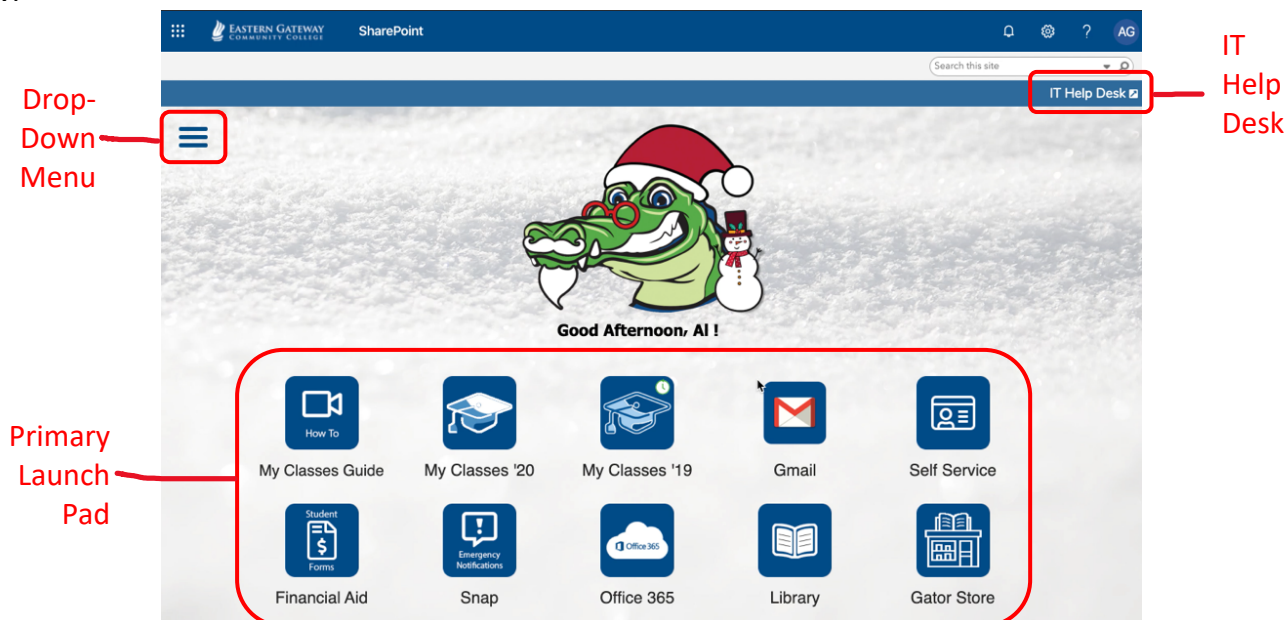 EASTERN GATEWAY
COMMUNITY COLLEGE
SharePoint
?
AG
Search this site
IT Help Desk
IT
Help
Desk
Drop-
Down
Menu
Good Afternoon, Al !
Primary
Launch
Pad
How To
My Classes Guide
My Classes '20
My Classes '19
Gmail
Self Service
Student
$
Forms
Financial Aid
!
Emergency
Notifications
Snap
Office 365
Office 365
Library
Gator Store